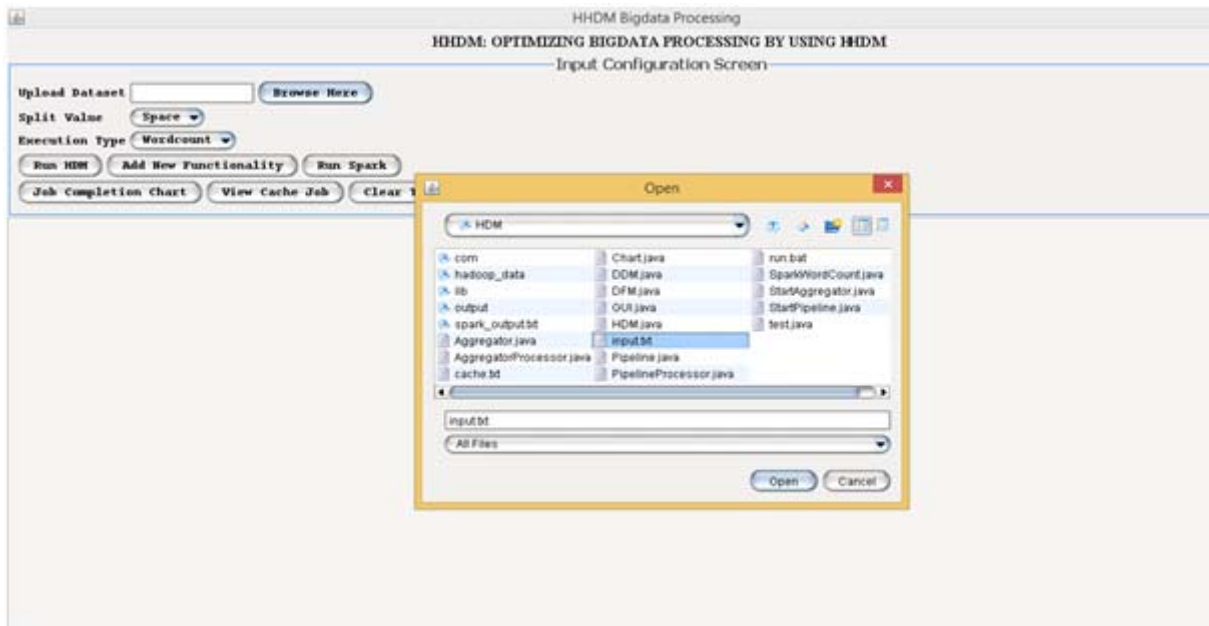 HHDM Bigdata Processing
HHDM: OPTIMIZING BIGDATA PROCESSING BY USING HHDM
Input Configuration Screen
Upload Dataset Browse Here
Split Value Space
Execution Type Wordcount
Run HDM Add New Functionality Run Spark
Job Completion Chart View Cache Job Clear
Open
HDM
com Chart.java run.bat
hadoop_data DDM.java SparkWordCount.java
lib DFM.java StartAggregator.java
output GUI.java StartPipeline.java
spark_output.txt HDM.java test.java
Aggregator.java input.txt
AggregatorProcessor.java Pipeline.java
cache.txt PipelineProcessor.java
input.txt
All Files
Open Cancel